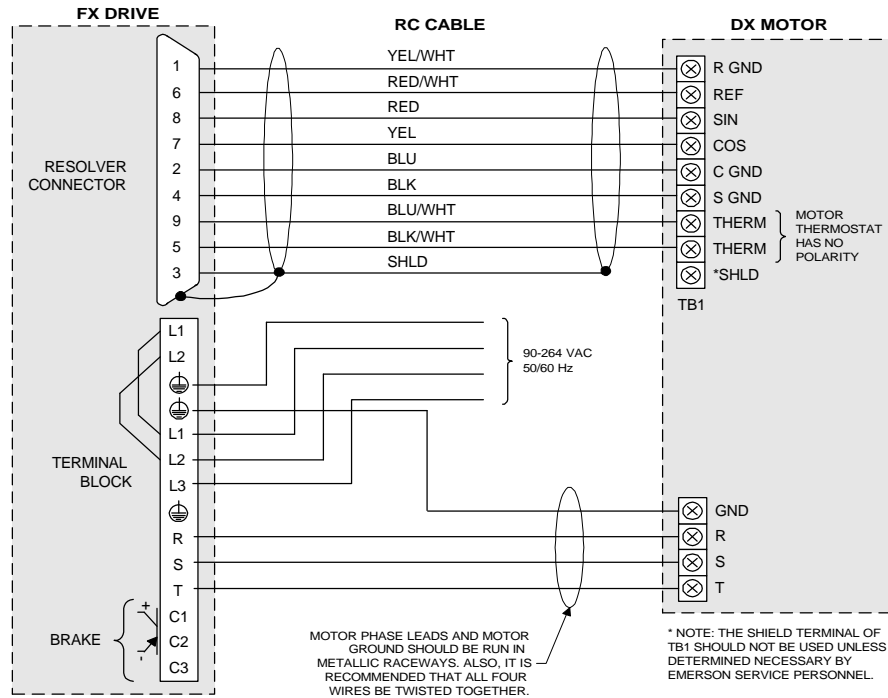 FX DRIVE
RC CABLE
DX MOTOR
RESOLVER
CONNECTOR
1
6
8
7
2
4
9
5
3
YEL/WHT
RED/WHT
RED
YEL
BLU
BLK
BLU/WHT
BLK/WHT
SHLD
R GND
REF
SIN
COS
C GND
S GND
THERM
THERM
*SHLD
MOTOR
THERMOSTAT
HAS NO
POLARITY
TB1
L1
L2
L1
L2
L3
R
S
T
C1
C2
C3
TERMINAL
BLOCK
90-264 VAC
50/60 Hz
GND
R
S
T
BRAKE
+
-
MOTOR PHASE LEADS AND MOTOR
GROUND SHOULD BE RUN IN
METALLIC RACEWAYS. ALSO, IT IS
RECOMMENDED THAT ALL FOUR
WIRES BE TWISTED TOGETHER.
* NOTE: THE SHIELD TERMINAL OF
TB1 SHOULD NOT BE USED UNLESS
DETERMINED NECESSARY BY
EMERSON SERVICE PERSONNEL.